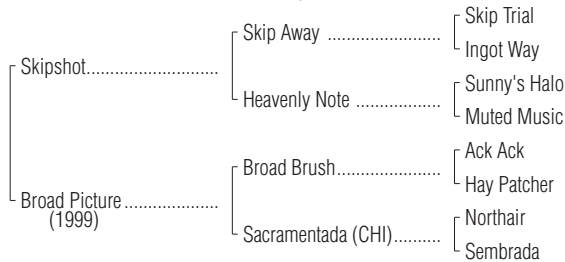 Skip Trial
Skip Away ....................
Ingot Way
Skipshot............................
Sunny's Halo
Heavenly Note ...................
Muted Music
Ack Ack
Broad Brush..................
Hay Patcher
Broad Picture....................
(1999)
Northair
Sacramentada (CHI)..........
Sembrada